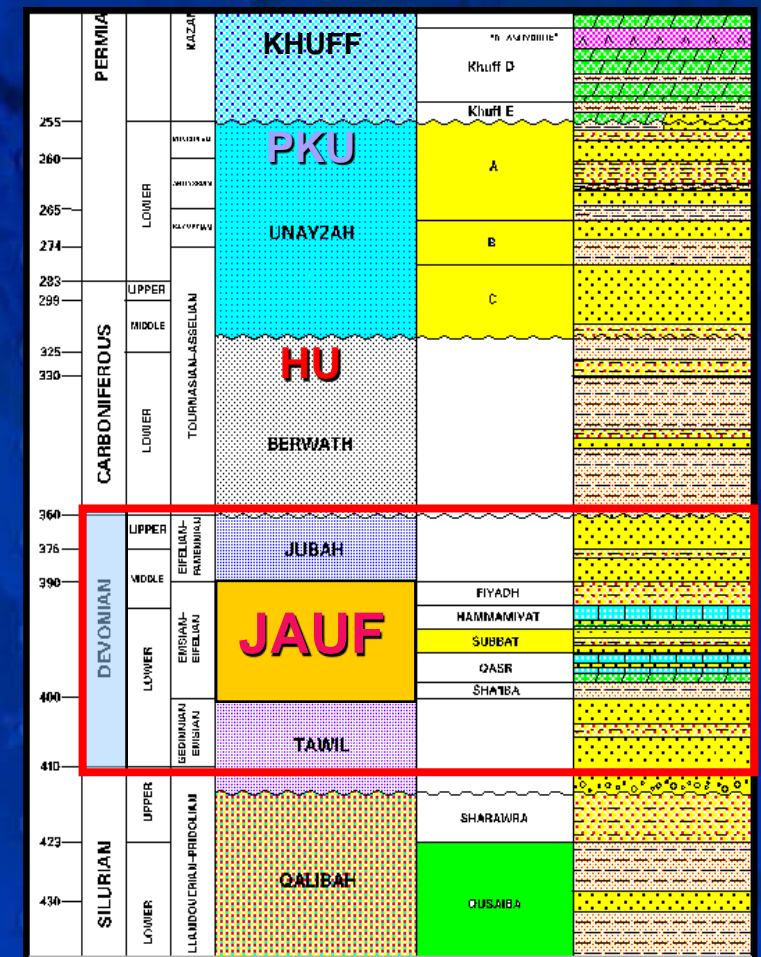 PERMIA
KAZAN
KHUFF
Khuff D
Khuff E
255
PKU
260
A
LOWER
265
UNAYZAH
274
B
283
UPPER
299
C
MIDDLE
325
HU
330
CARBONIFEROUS
LOWER
TOURNASIAN-ASSELIAN
BERWATH
360
UPPER
EIFELIAN-
FAMENNIAN
JUBAH
376
MIDDLE
390
DEVONIAN
FIYADH
HAMMAMIYAT
JAUF
EMSIAN-
EIFELIAN
SUBBAT
LOWER
QASR
SHA'IBA
400
GEDINNIAN
EMSIAN
TAWIL
410
UPPER
SHARAWRA
423
SILURIAN
LLANDOVERIAN-PRIDOLIAN
QALIBAH
430
LOWER
QUSAIBA